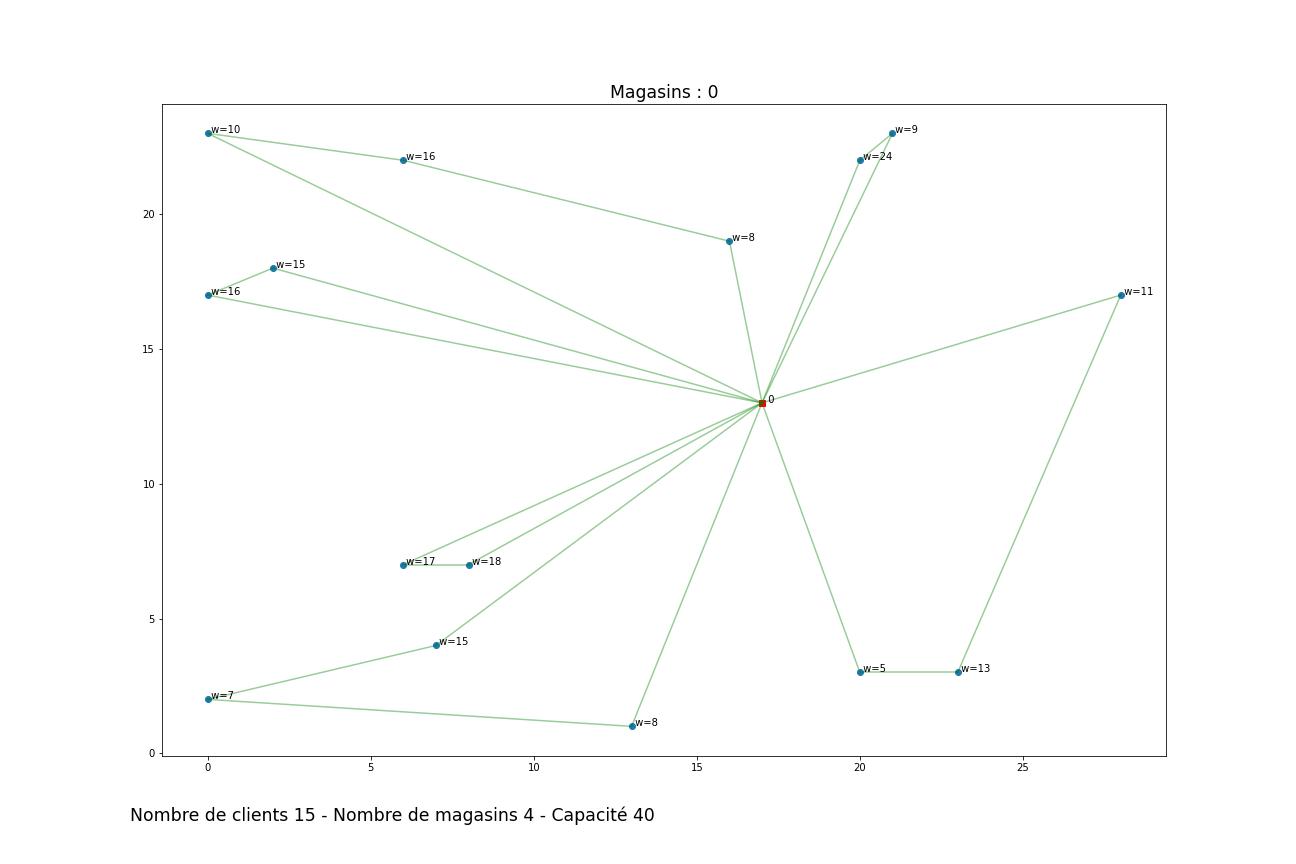 Magasins : 0
w=10
w=9
w=16
w=24
w=8
w=15
w=16
w=11
0
w=17
w=18
w=15
w=5
w=13
w=7
w=8
20
15
10
5
0
0
5
10
15
20
25
Nombre de clients 15 - Nombre de magasins 4 - Capacité 40